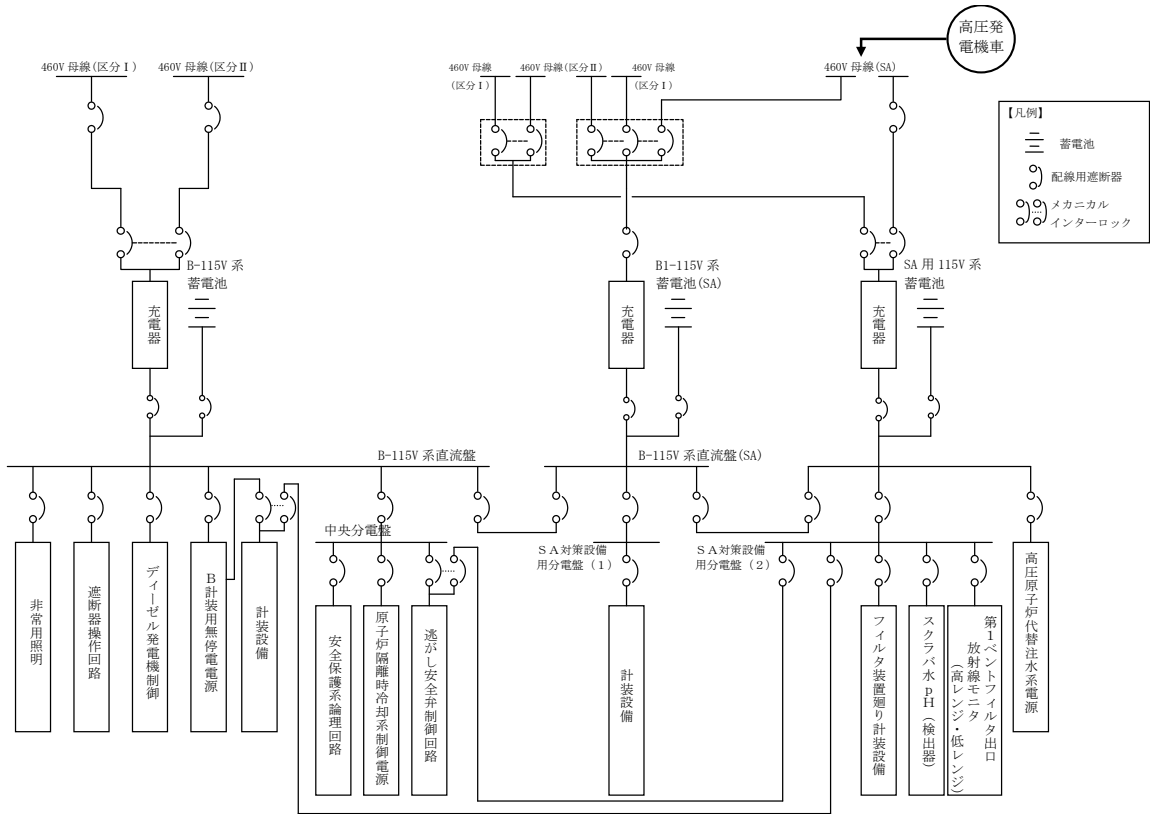 高圧発
電機車
460V 母線(区分Ⅰ)
460V 母線(区分Ⅱ)
460V 母線
(区分Ⅰ)
460V 母線(区分Ⅱ)
460V 母線
(区分Ⅰ)
460V 母線(SA)
【凡例】
蓄電池
配線用遮断器
メカニカル
インターロック
B-115V 系
蓄電池
充電器
B1-115V 系
蓄電池(SA)
充電器
SA 用 115V 系
蓄電池
充電器
B-115V 系直流盤
B-115V 系直流盤(SA)
中央分電盤
SA対策設備
用分電盤(1)
SA対策設備
用分電盤(2)
非常用照明
遮断器操作回路
ディーゼル発電機制御
B計装用無停電電源
計装設備
安全保護系論理回路
原子炉隔離時冷却系制御電源
逃がし安全弁制御回路
計装設備
フィルタ装置廻り計装設備
スクラバ水pH(検出器)
第1ベントフィルタ出口
放射線モニタ
(高レンジ・低レンジ)
高圧原子炉代替注水系電源